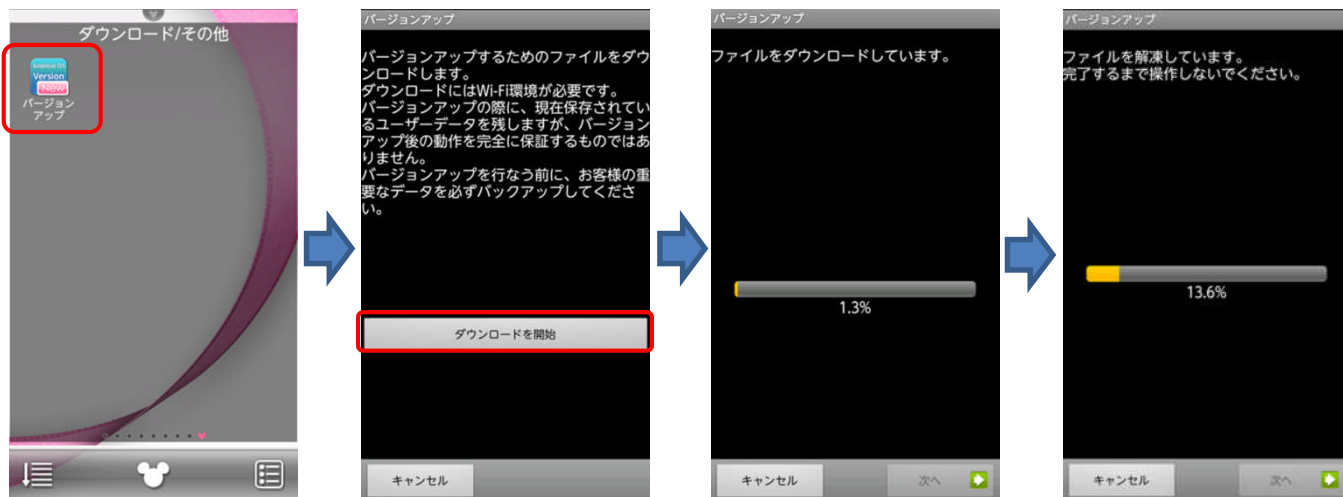 ダウンロード/その他
Android OS
Version
Now
バージョン
アップ
バージョンアップ
バージョンアップするためのファイルをダウ
ンロードします。
ダウンロードにはWi-Fi環境が必要です。
バージョンアップの際に、現在保存されてい
るユーザーデータを残しますが、バージョン
アップ後の動作を完全に保証するものではあ
りません。
バージョンアップを行なう前に、お客様の重
要なデータを必ずバックアップしてくださ
い。
ダウンロードを開始
キャンセル
バージョンアップ
ファイルをダウンロードしています。
1.3%
キャンセル
次へ
バージョンアップ
ファイルを解凍しています。
完了するまで操作しないでください。
13.6%
キャンセル
次へ